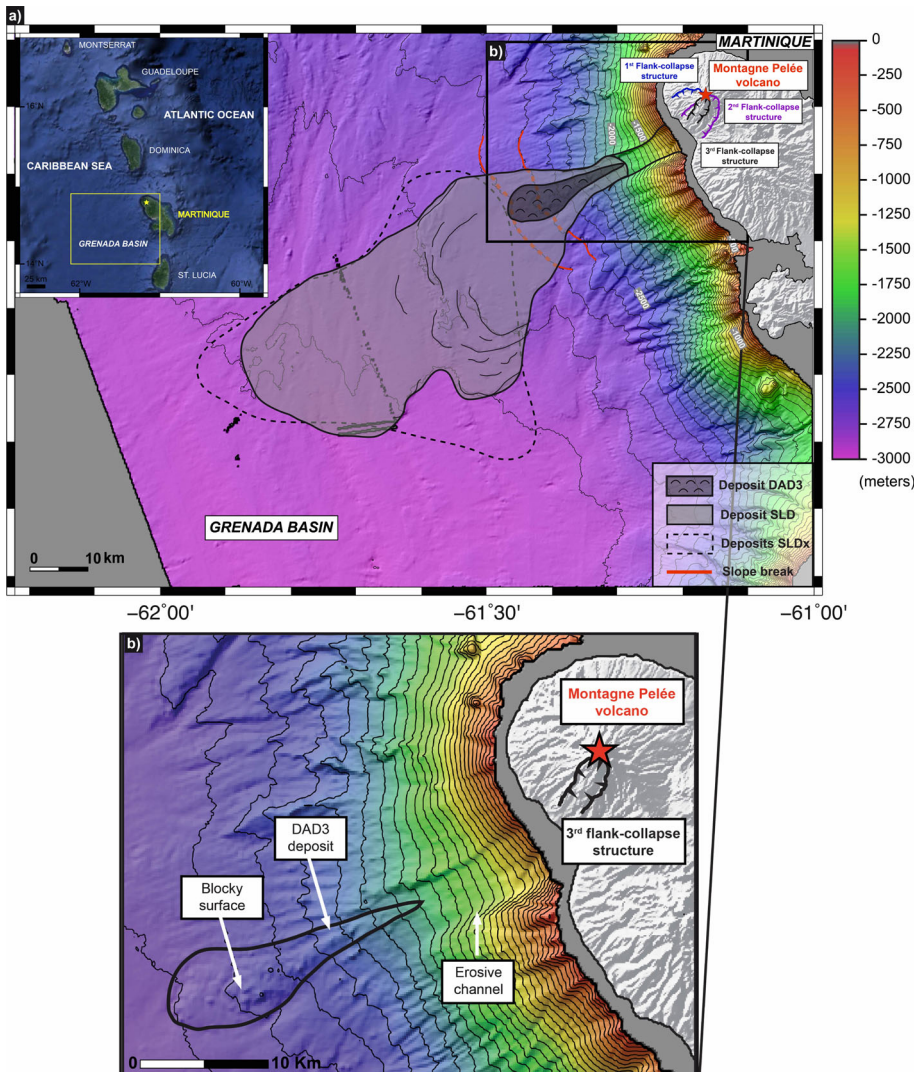 a)
MONTSERRAT
GUADELOUPE
16°N
ATLANTIC OCEAN
DOMINICA
CARIBBEAN SEA
MARTINIQUE
GRENADA BASIN
14°N
ST. LUCIA
25 km
62°W
60°W
b)
MARTINIQUE
1st Flank-collapse
structure
Montagne Pelée
volcano
2nd Flank-collapse
structure
3rd Flank-collapse
structure
-2000
-1500
-2500
-1000
0
-250
-500
-750
-1000
-1250
-1500
-1750
-2000
-2250
-2500
-2750
-3000
(meters)
GRENADA BASIN
0 10 km
Deposit DAD3
Deposit SLD
Deposits SLDx
Slope break
−62°00'
−61°30'
−61°00'
b)
Montagne Pelée
volcano
3rd flank-collapse
structure
DAD3
deposit
Blocky
surface
Erosive
channel
0 10 Km